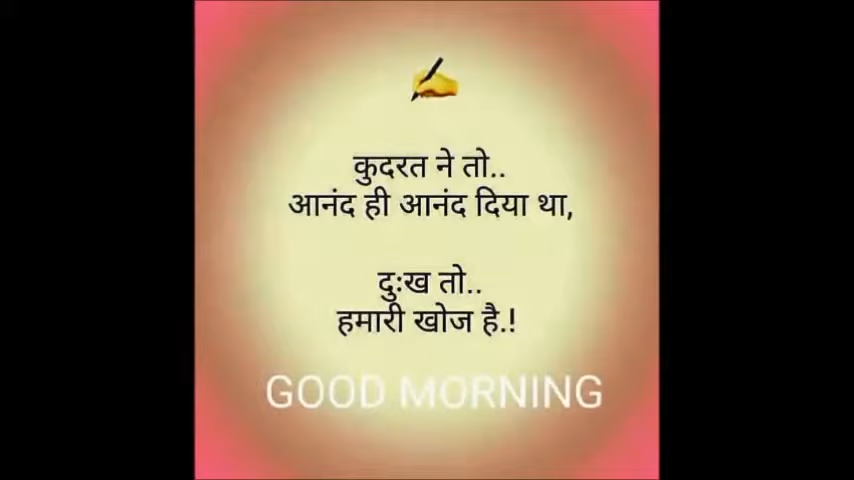 कुदरत ने तो..
आनंद ही आनंद दिया था,
दुःख तो..
हमारी खोज है.!
GOOD MORNING